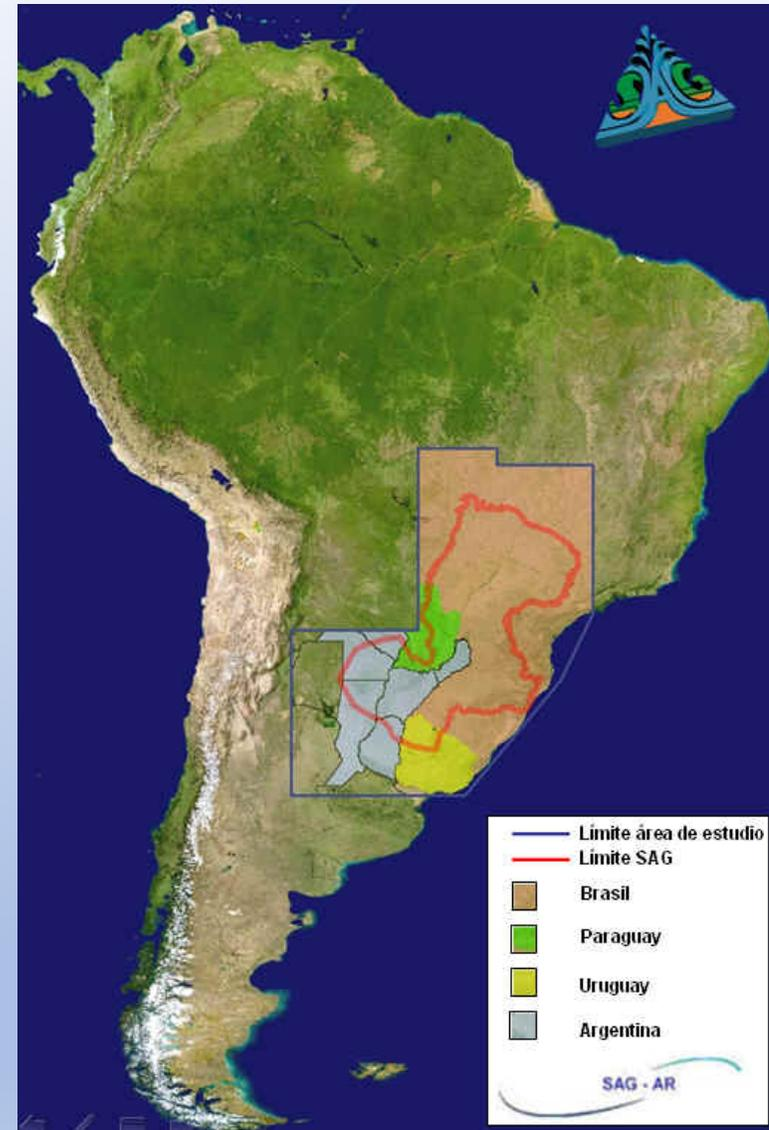 SAG
Límite área de estudio
Límite SAG
Brasil
Paraguay
Uruguay
Argentina
SAG - AR